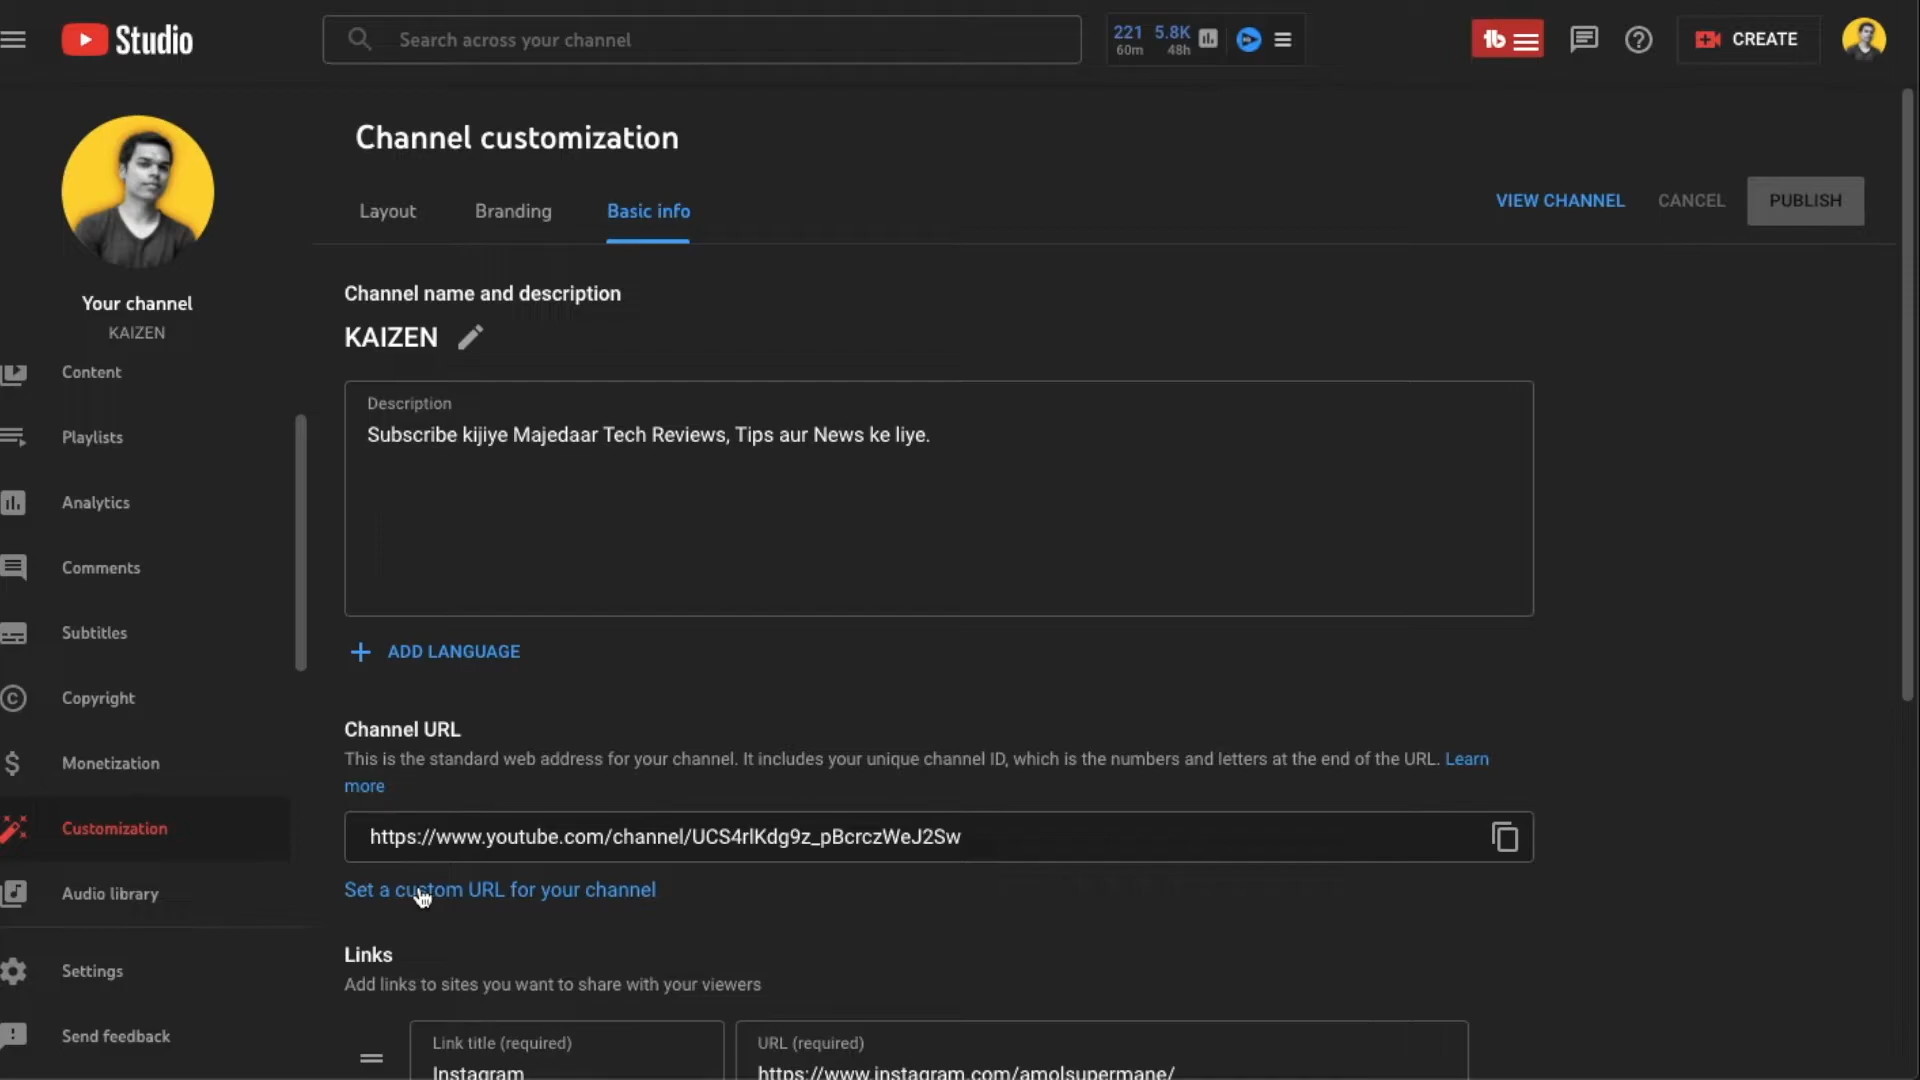 Studio
Search across your channel
221 5.8K
60m 48h
CREATE
Channel customization
Layout Branding Basic info
VIEW CHANNEL CANCEL PUBLISH
Your channel
KAIZEN
Content
Playlists
Analytics
Comments
Subtitles
Copyright
Monetization
Customization
Audio library
Settings
Send feedback
Channel name and description
KAIZEN
Description
Subscribe kijiye Majedaar Tech Reviews, Tips aur News ke liye.
ADD LANGUAGE
Channel URL
This is the standard web address for your channel. It includes your unique channel ID, which is the numbers and letters at the end of the URL. Learn
more
https://www.youtube.com/channel/UCS4rlKdg9z_pBcrczWeJ2Sw
Set a custom URL for your channel
Links
Add links to sites you want to share with your viewers
Link title (required) URL (required)
Instagram https://www.instagram.com/amolsupermane/